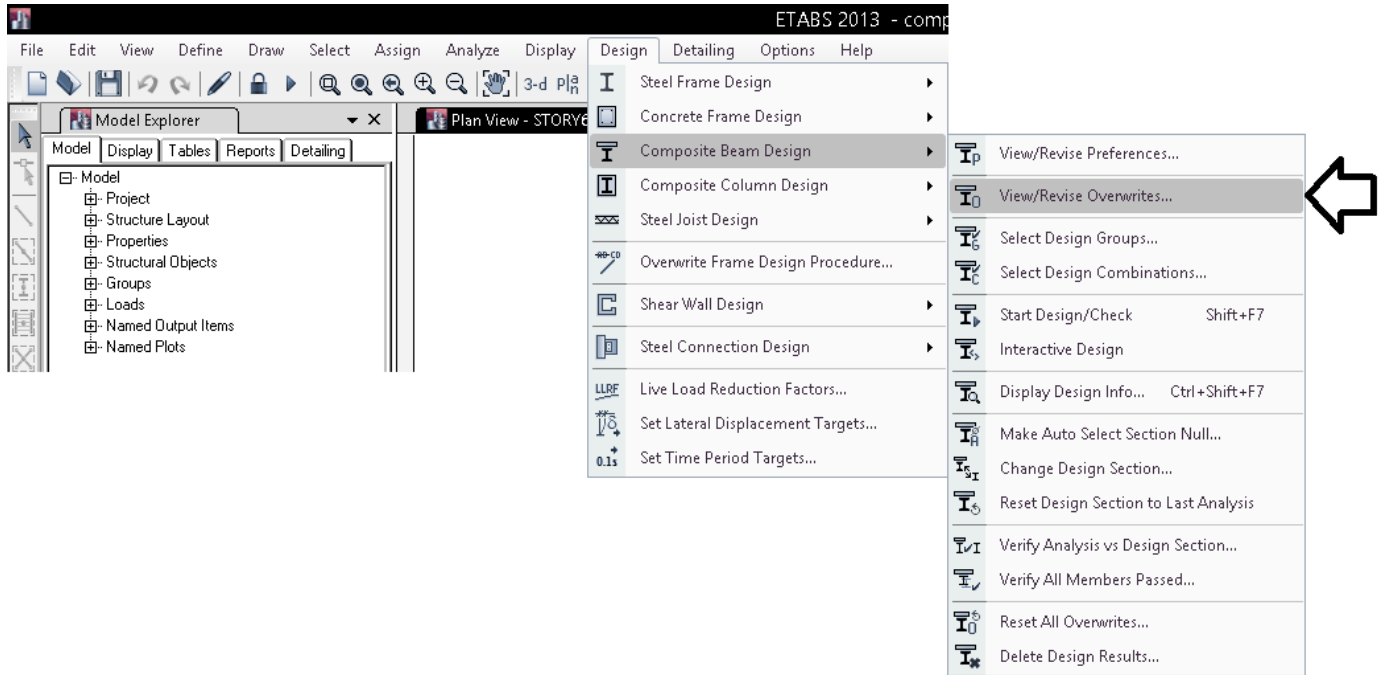 ETABS 2013 - comp
File Edit View Define Draw Select Assign Analyze Display Design Detailing Options Help
3-d
Model Explorer
Plan View - STORY6
Model Display Tables Reports Detailing
Model
Project
Structure Layout
Properties
Structural Objects
Groups
Loads
Named Output Items
Named Plots
Steel Frame Design
Concrete Frame Design
Composite Beam Design
Composite Column Design
Steel Joist Design
Overwrite Frame Design Procedure...
Shear Wall Design
Steel Connection Design
LLRF Live Load Reduction Factors...
Set Lateral Displacement Targets...
0.1s Set Time Period Targets...
View/Revise Preferences...
View/Revise Overwrites...
Select Design Groups...
Select Design Combinations...
Start Design/Check Shift+F7
Interactive Design
Display Design Info... Ctrl+Shift+F7
Make Auto Select Section Null...
Change Design Section...
Reset Design Section to Last Analysis
Verify Analysis vs Design Section...
Verify All Members Passed...
Reset All Overwrites...
Delete Design Results...